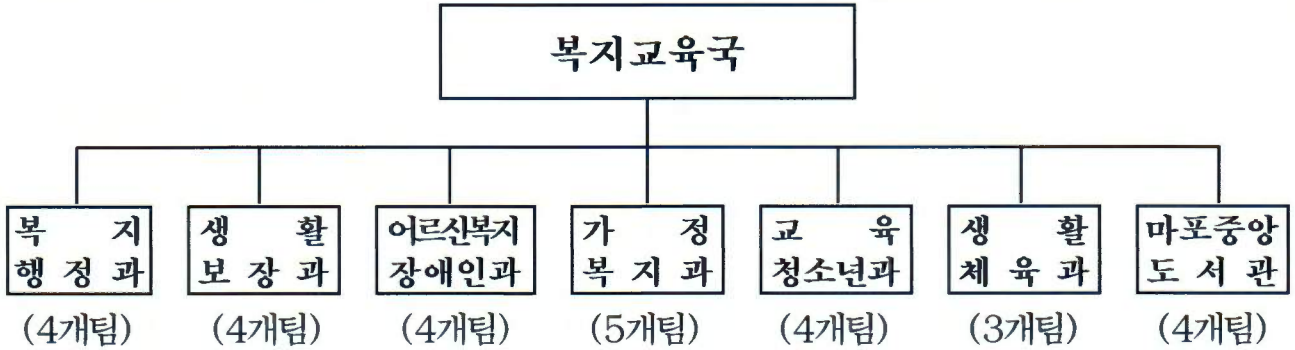 복지교육국
복지
행정과
생활
보장과
어르신복지
장애인과
가정
복지과
교육
청소년과
생활
체육과
마포중앙
도서관
(4개팀)
(4개팀)
(4개팀)
(5개팀)
(4개팀)
(3개팀)
(4개팀)